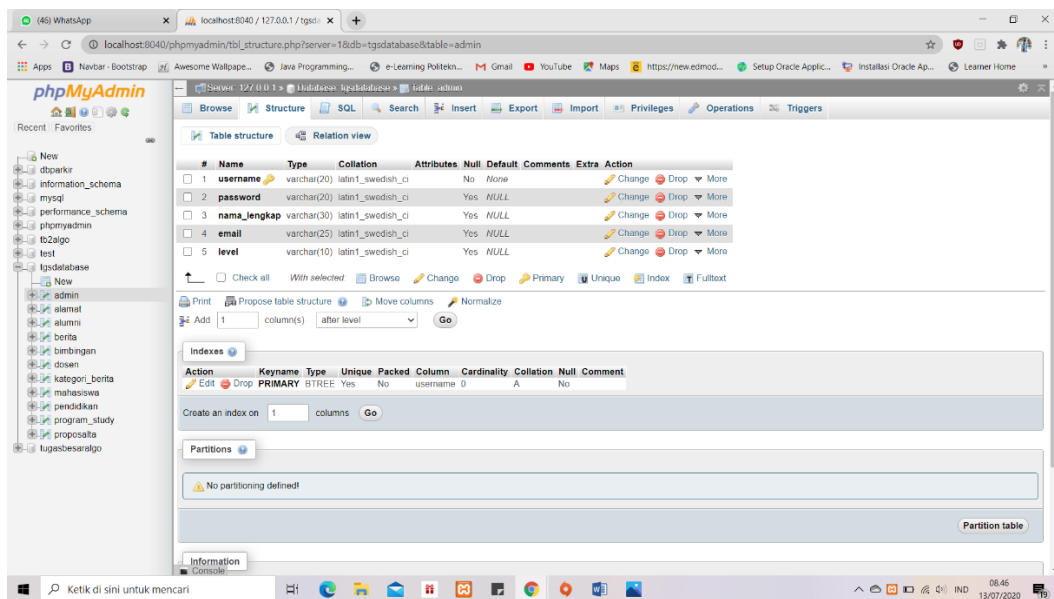 (46) WhatsApp
localhost:8040 / 127.0.0.1 / tgsda
localhost:8040/phpmyadmin/tbl_structure.php?server=1&db=tgsdatabase&table=admin
Apps Navbar · Bootstrap Awesome Wallpape... Java Programming... e-Learning Politekn... Gmail YouTube Maps https://new.edmod... Setup Oracle Applic... Installasi Oracle Ap... Learner Home »
phpMyAdmin
Recent Favorites
New
dbparkir
information_schema
mysql
performance_schema
phpmyadmin
tb2algo
test
tgsdatabase
New
admin
alamat
alumni
berita
bimbingan
dosen
kategori_berita
mahasiswa
pendidikan
program_study
proposalta
tugasbesaralgo
Server: 127.0.0.1 » Database: tgsdatabase » Table: admin
Browse Structure SQL Search Insert Export Import Privileges Operations Triggers
Table structure Relation view
# Name Type Collation Attributes Null Default Comments Extra Action
1 username varchar(20) latin1_swedish_ci No None Change Drop More
2 password varchar(20) latin1_swedish_ci Yes NULL Change Drop More
3 nama_lengkap varchar(30) latin1_swedish_ci Yes NULL Change Drop More
4 email varchar(25) latin1_swedish_ci Yes NULL Change Drop More
5 level varchar(10) latin1_swedish_ci Yes NULL Change Drop More
Check all With selected: Browse Change Drop Primary Unique Index Fulltext
Print Propose table structure Move columns Normalize
Add 1 column(s) after level Go
Indexes
Action Keyname Type Unique Packed Column Cardinality Collation Null Comment
Edit Drop PRIMARY BTREE Yes No username 0 A No
Create an index on 1 columns Go
Partitions
No partitioning defined!
Partition table
Information
Console
Ketik di sini untuk mencari
IND
08.46
13/07/2020
19